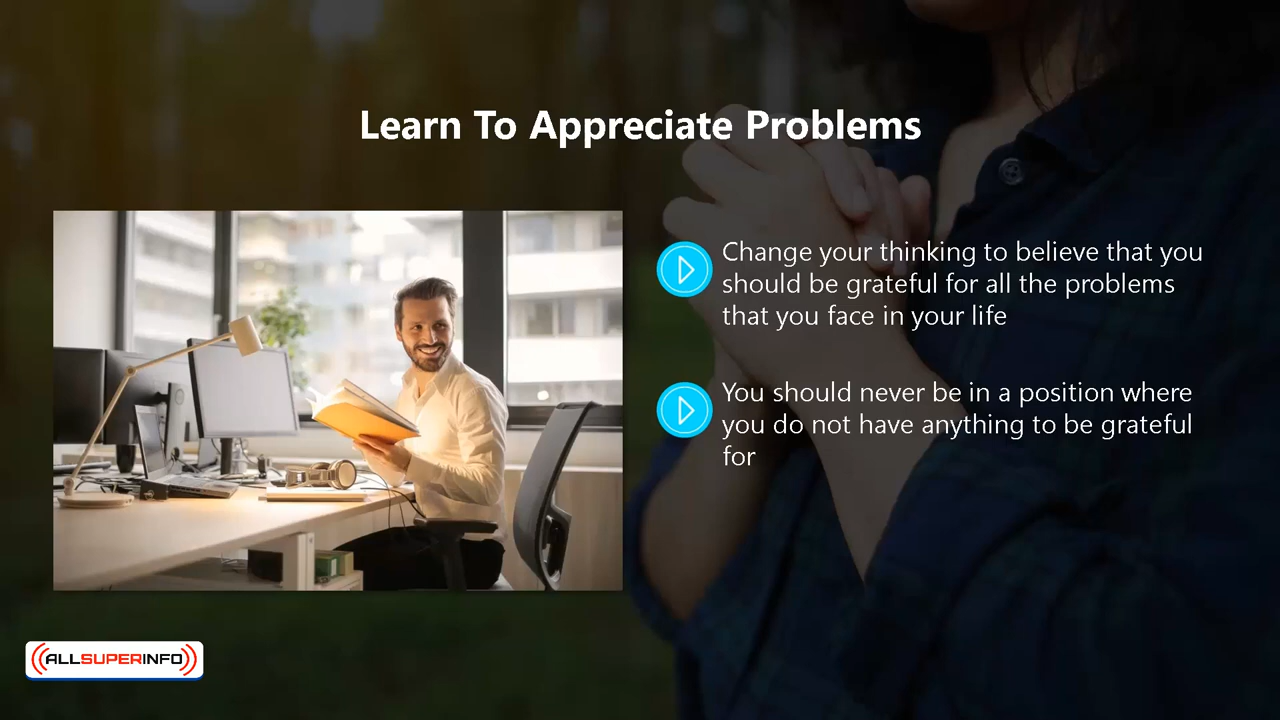 Learn To Appreciate Problems
Change your thinking to believe that you
should be grateful for all the problems
that you face in your life
You should never be in a position where
you do not have anything to be grateful
for
ALLSUPERINFO